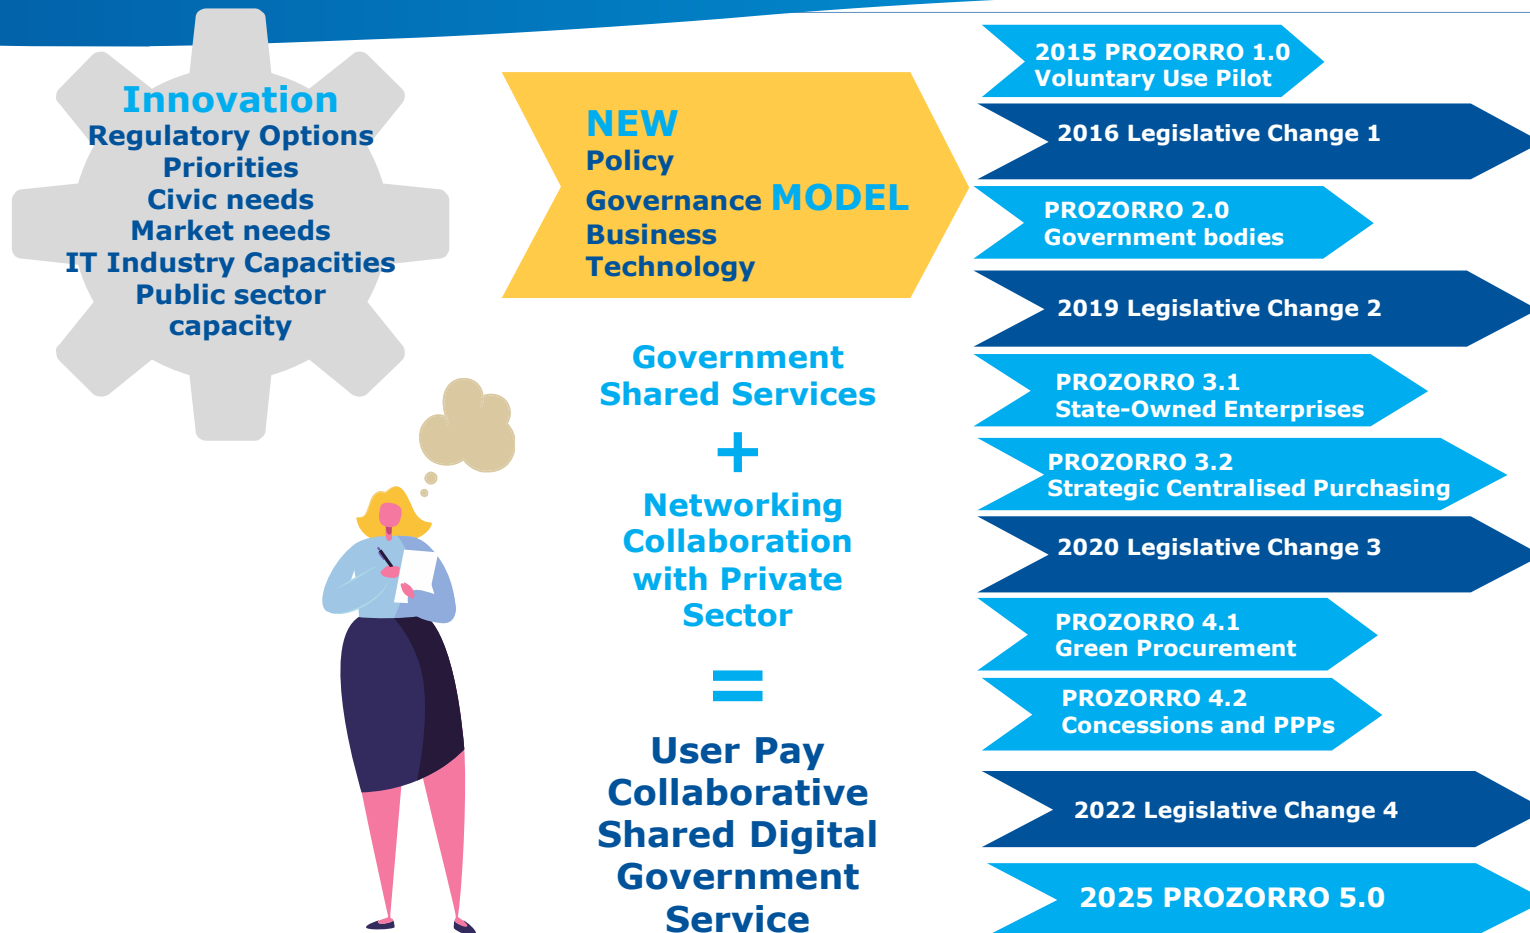 Innovation
Regulatory Options
Priorities
Civic needs
Market needs
IT Industry Capacities
Public sector
capacity
NEW
Policy
Governance MODEL
Business
Technology
Government
Shared Services
+
Networking
Collaboration
with Private
Sector
=
User Pay
Collaborative
Shared Digital
Government
Service
2015 PROZORRO 1.0
Voluntary Use Pilot
2016 Legislative Change 1
PROZORRO 2.0
Government bodies
2019 Legislative Change 2
PROZORRO 3.1
State-Owned Enterprises
PROZORRO 3.2
Strategic Centralised Purchasing
2020 Legislative Change 3
PROZORRO 4.1
Green Procurement
PROZORRO 4.2
Concessions and PPPs
2022 Legislative Change 4
2025 PROZORRO 5.0